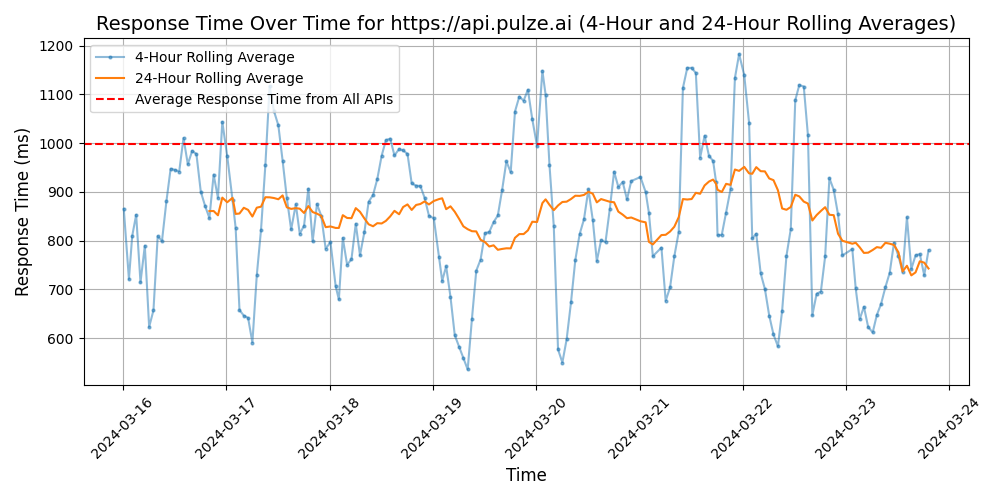 Response Time Over Time for https://api.pulze.ai (4-Hour and 24-Hour Rolling Averages)
4-Hour Rolling Average
24-Hour Rolling Average
Average Response Time from All APIs
Response Time (ms)
1200
1100
1000
900
800
700
600
2024-03-16
2024-03-17
2024-03-18
2024-03-19
2024-03-20
2024-03-21
2024-03-22
2024-03-23
2024-03-24
Time